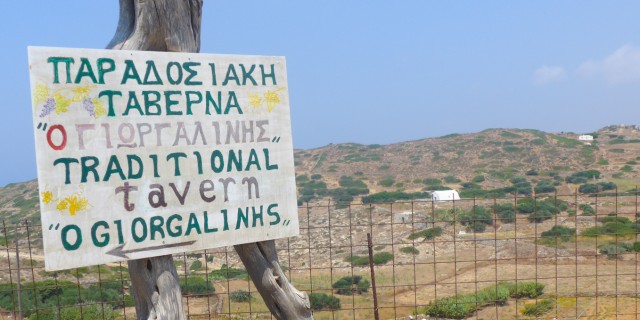 ΠΑΡΑΔΟΣΙΑΚΗ
ΤΑΒΕΡΝΑ
"Ο ΓΙΩΡΓΑΛΙΝΗΣ"
TRADITIONAL
tavern
"O GIORGALINHS"